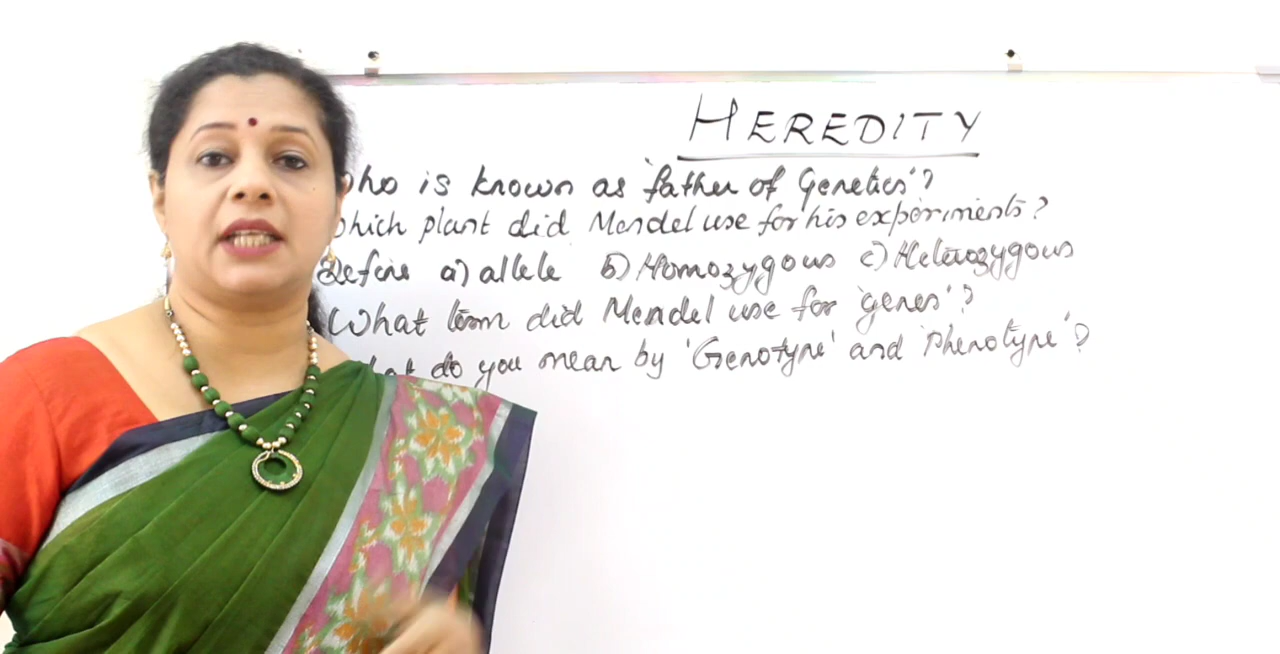 HEREDITY
ho is known as 'father of Genetics'?
hich plant did Mendel use for his experiments?
Define a) allele b) Homozygous c) Heterozygous
What term did Mendel use for 'genes'?
hat do you mean by 'Genotype' and 'Phenotype'?